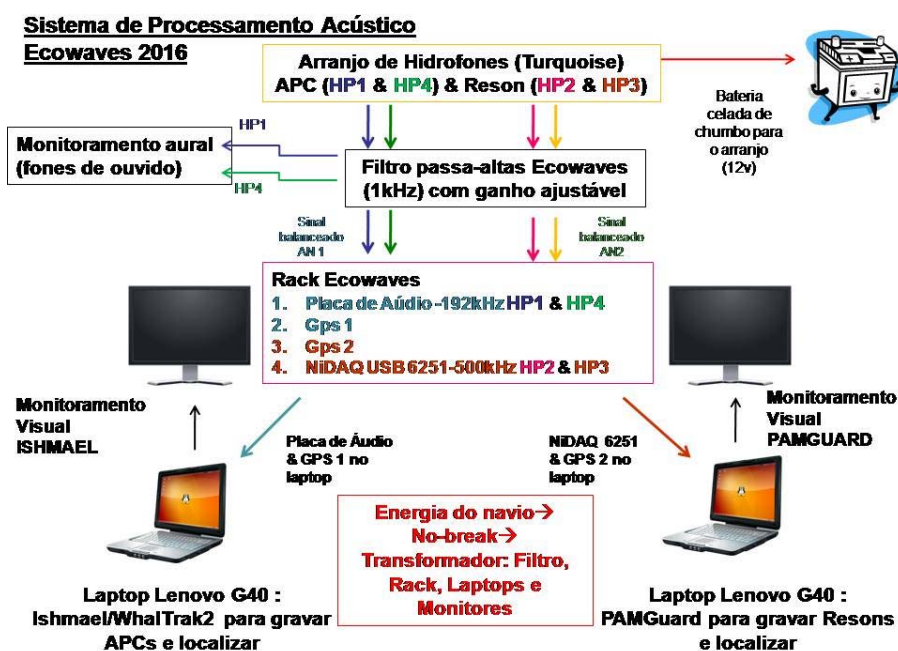 Sistema de Processamento Acústico
Ecowaves 2016
Arranjo de Hidrofones (Turquoise)
APC (HP1 & HP4) & Reson (HP2 & HP3)
Bateria
celada de
chumbo para
o arranjo
(12v)
HP1
Monitoramento aural
(fones de ouvido)
HP4
Filtro passa-altas Ecowaves
(1kHz) com ganho ajustável
Sinal
balanceado
AN 1
Sinal
balanceado
AN2
Rack Ecowaves
1. Placa de Aúdio -192kHz HP1 & HP4
2. Gps 1
3. Gps 2
4. NiDAQ USB 6251-500kHz HP2 & HP3
Monitoramento
Visual
ISHMAEL
Monitoramento
Visual
PAMGUARD
Placa de Áudio
& GPS 1 no
laptop
NiDAQ 6251
& GPS 2 no
laptop
Energia do navio→
No-break→
Transformador: Filtro,
Rack, Laptops e
Monitores
Laptop Lenovo G40 :
Ishmael/WhalTrak2 para gravar
APCs e localizar
Laptop Lenovo G40 :
PAMGuard para gravar Resons
e localizar